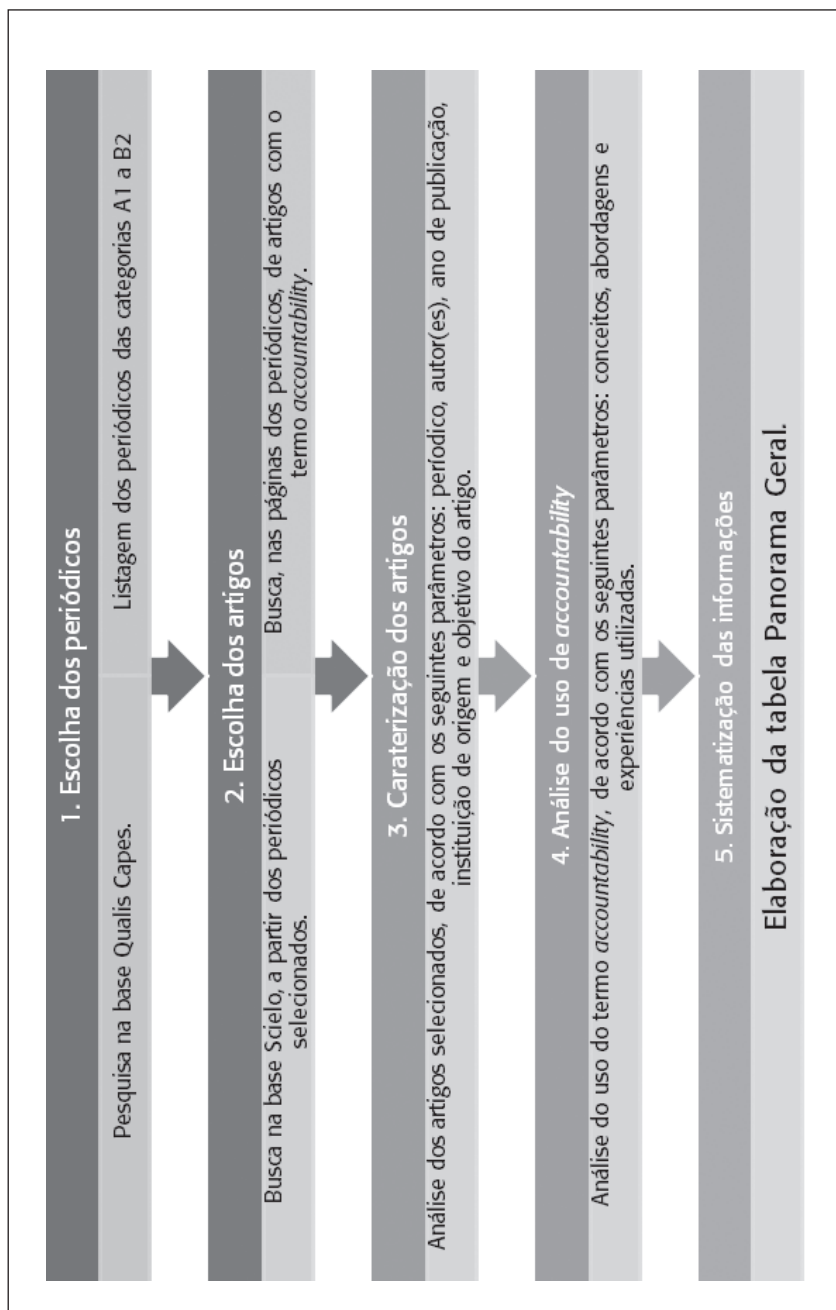 1. Escolha dos periódicos
Pesquisa na base Qualis Capes.
Listagem dos periódicos das categorias A1 a B2
2. Escolha dos artigos
Busca na base Scielo, a partir dos periódicos
selecionados.
Busca, nas páginas dos periódicos, de artigos com o
termo accountability.
3. Caraterização dos artigos
Análise dos artigos selecionados, de acordo com os seguintes parâmetros: períodico, autor(es), ano de publicação,
instituição de origem e objetivo do artigo.
4. Análise do uso de accountability
Análise do uso do termo accountability, de acordo com os seguintes parâmetros: conceitos, abordagens e
experiências utilizadas.
5. Sistematização das informações
Elaboração da tabela Panorama Geral.